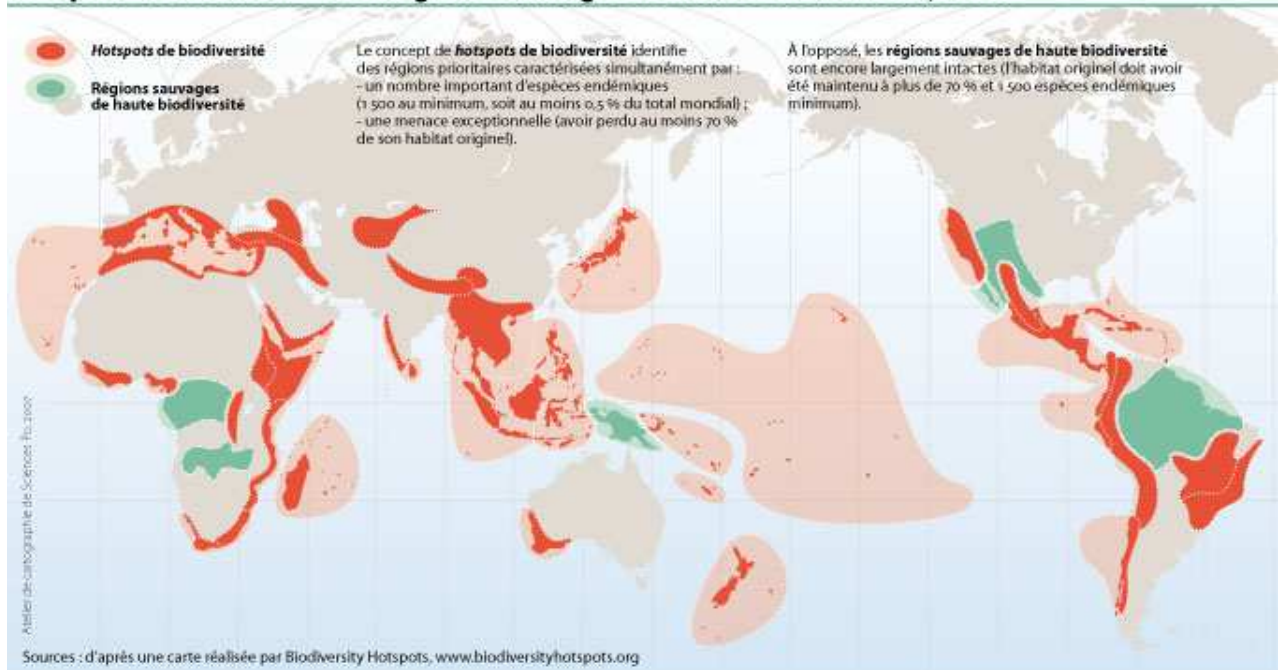 Hotspots de biodiversité
Régions sauvages
de haute biodiversité
Le concept de hotspots de biodiversité identifie
des régions prioritaires caractérisées simultanément par :
- un nombre important d'espèces endémiques
(1 500 au minimum, soit au moins 0,5 % du total mondial) ;
- une menace exceptionnelle (avoir perdu au moins 70 %
de son habitat originel).
À l'opposé, les régions sauvages de haute biodiversité
sont encore largement intactes (l'habitat originel doit avoir
été maintenu à plus de 70 % et 1 500 espèces endémiques
minimum).
Atelier de cartographie de Sciences Po, 2007
Sources : d'après une carte réalisée par Biodiversity Hotspots, www.biodiversityhotspots.org